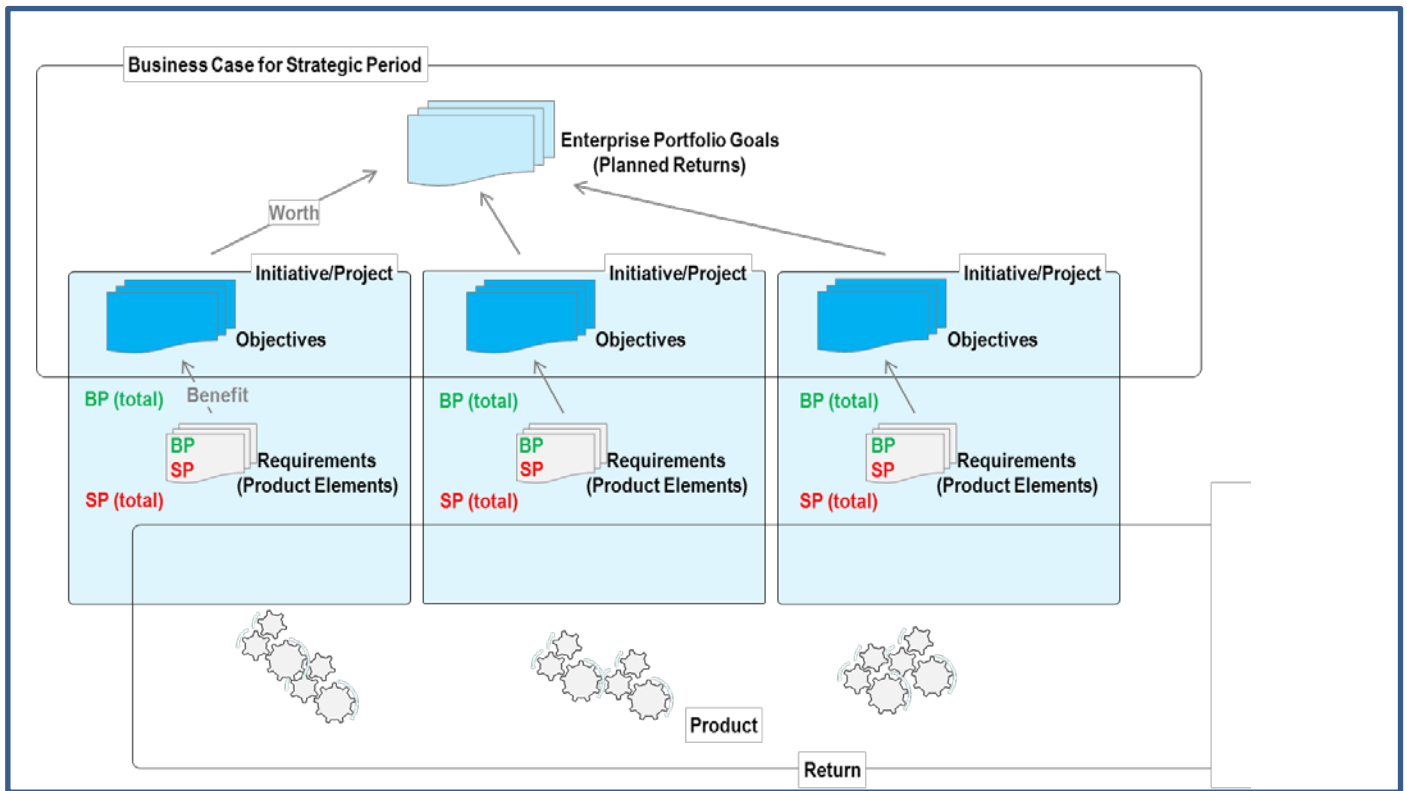 Business Case for Strategic Period
Enterprise Portfolio Goals
(Planned Returns)
Worth
Initiative/Project
Initiative/Project
Initiative/Project
Objectives
Objectives
Objectives
BP (total)
Benefit
BP (total)
BP (total)
BP
SP
Requirements
(Product Elements)
BP
SP
Requirements
(Product Elements)
BP
SP
Requirements
(Product Elements)
SP (total)
SP (total)
SP (total)
Product
Return